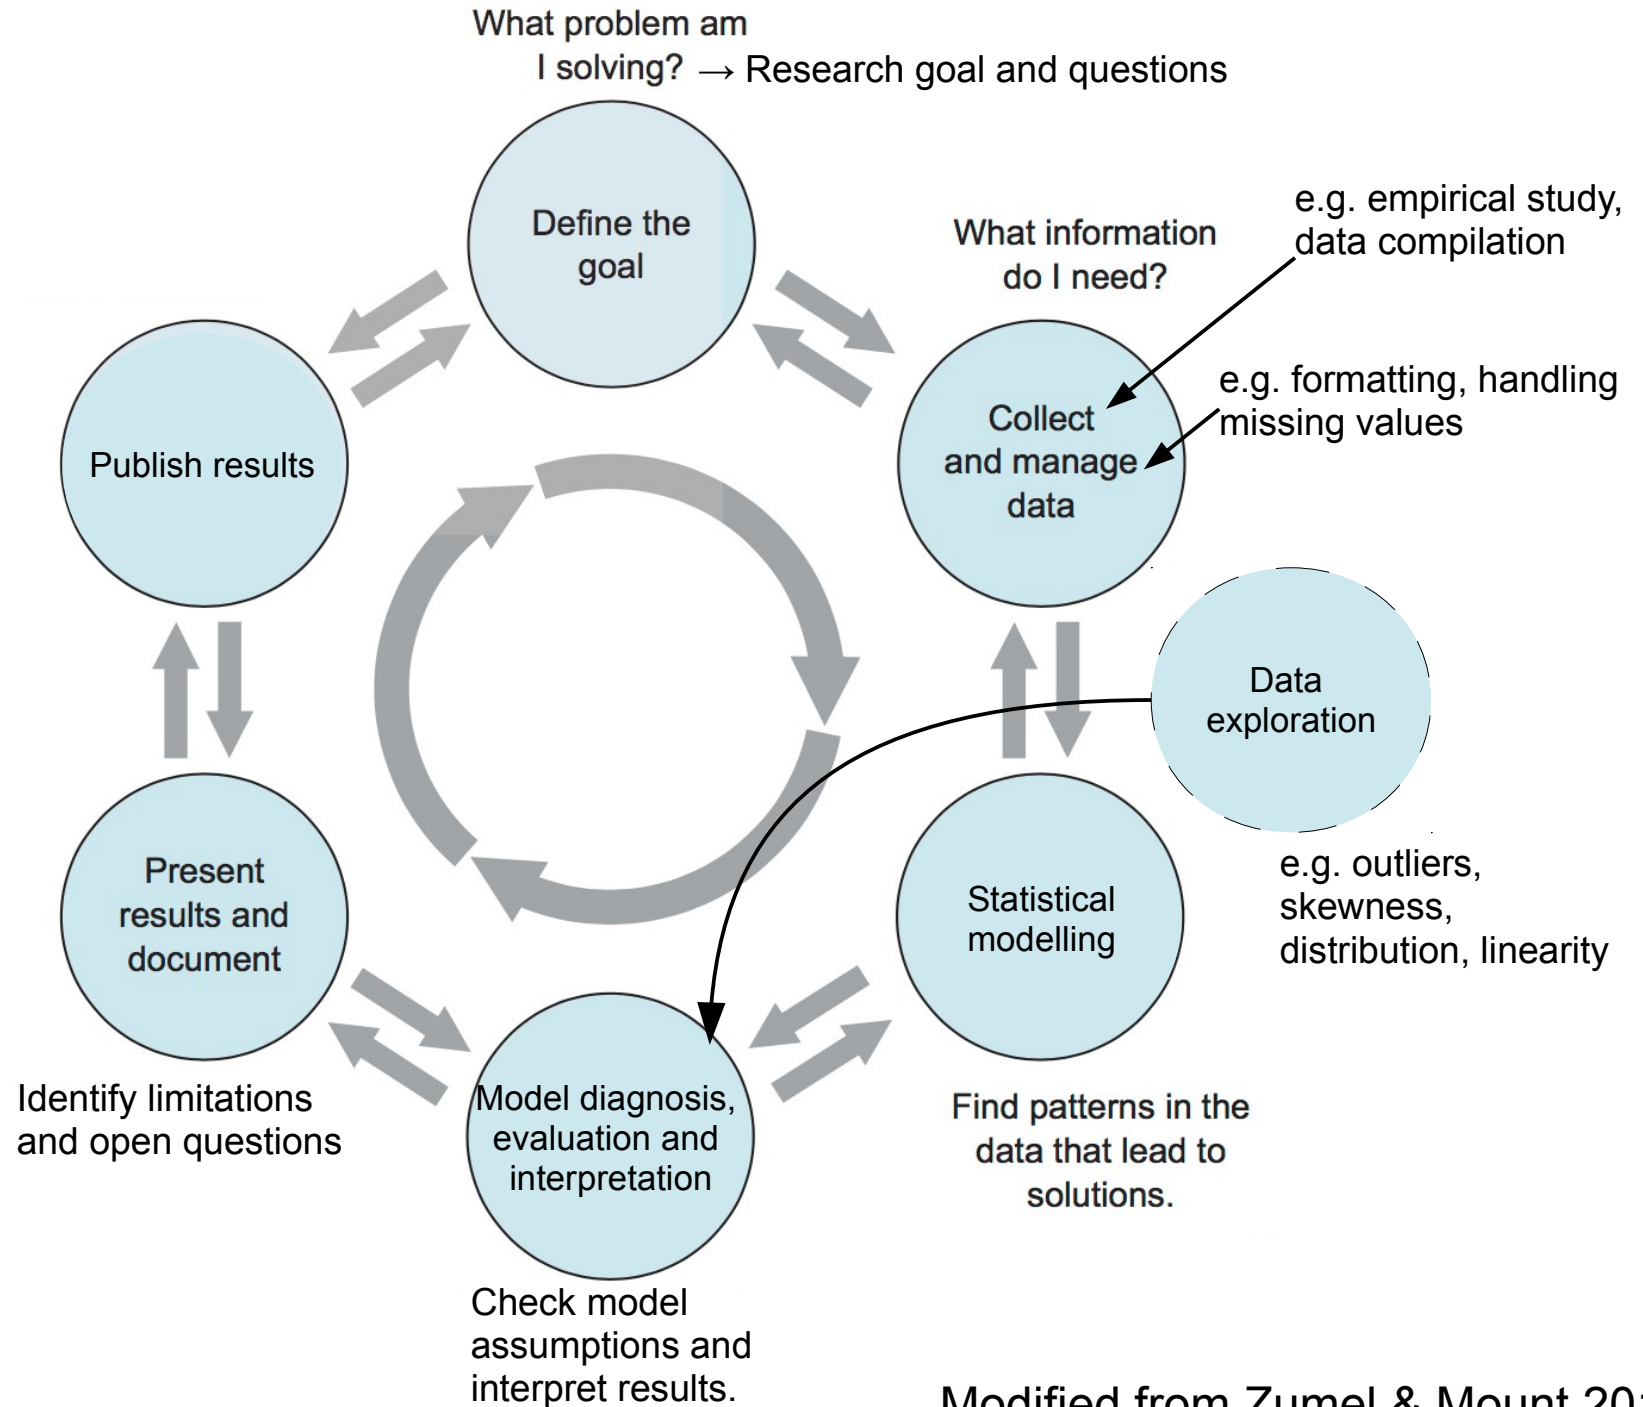 What problem am
I solving? → Research goal and questions
Define the
goal
What information
do I need?
e.g. empirical study,
data compilation
e.g. formatting, handling
missing values
Collect
and manage
data
Publish results
Data
exploration
e.g. outliers,
skewness,
distribution, linearity
Statistical
modelling
Find patterns in the
data that lead to
solutions.
Present
results and
document
Identify limitations
and open questions
Model diagnosis,
evaluation and
interpretation
Check model
assumptions and
interpret results.
Modified from Zumel & Mount